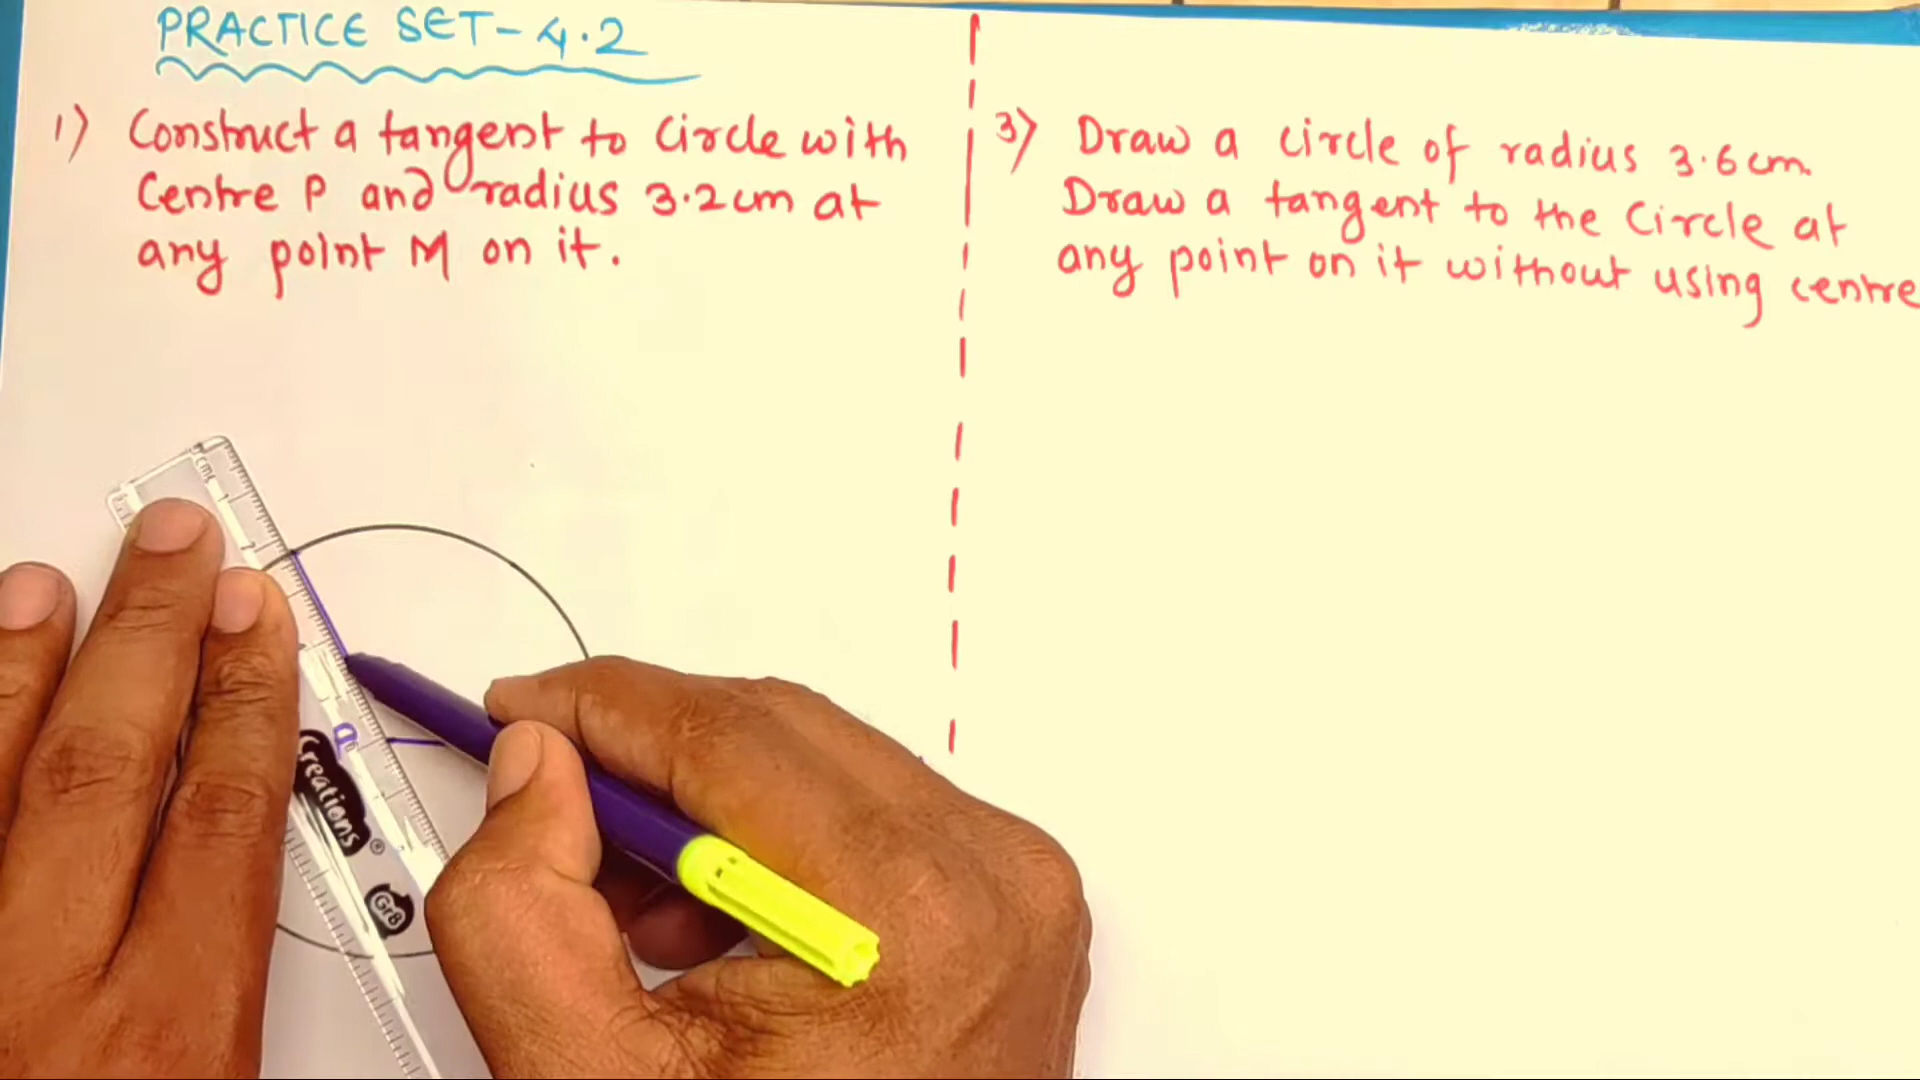 PRACTICE SET-4.2
1) Construct a tangent to circle with
Centre P and radius 3.2cm at
any point M on it.
3) Draw a circle of radius 3.6cm.
Draw a tangent to the Circle at
any point on it without using centre
cms
P
Creations
Gr8